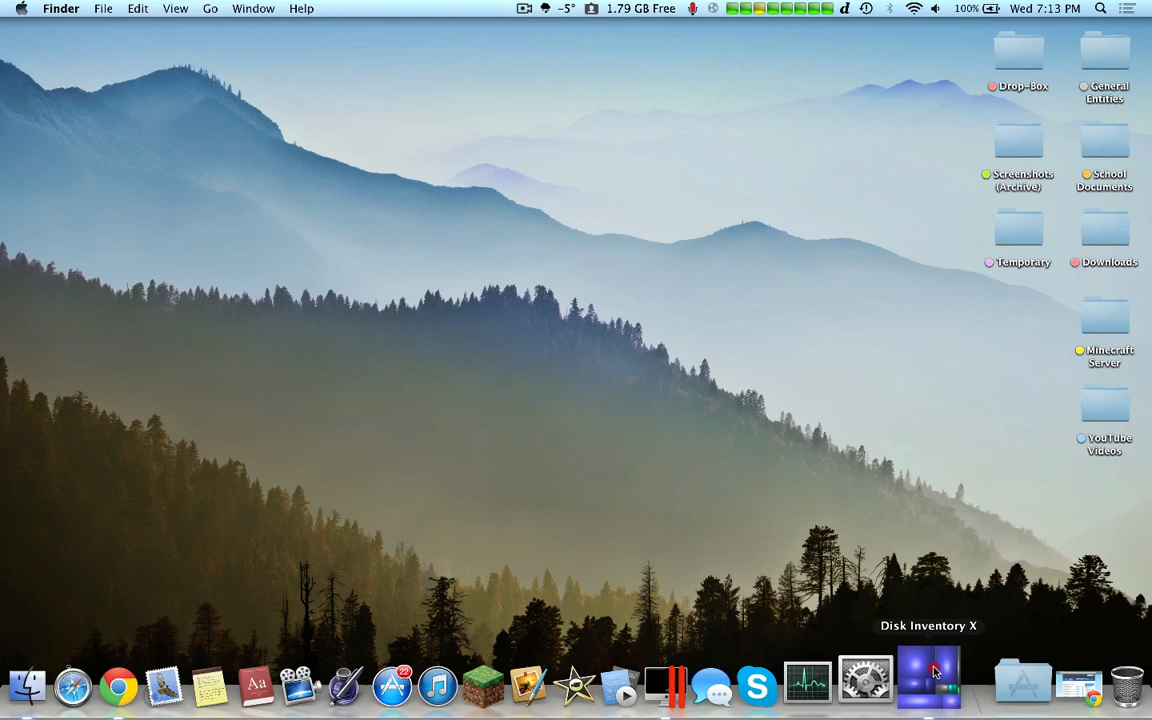 Finder File Edit View Go Window Help -5° 1.79 GB Free d 100% Wed 7:13 PM
Drop-Box
General
Entities
Screenshots
(Archive)
School
Documents
Temporary
Downloads
Minecraft
Server
YouTube
Videos
Disk Inventory X
Aa
22
S